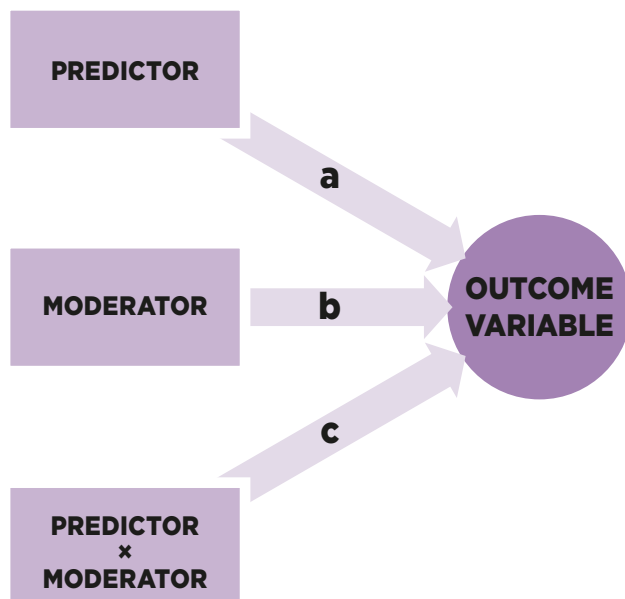 PREDICTOR
a
MODERATOR
b
OUTCOME
VARIABLE
c
PREDICTOR
×
MODERATOR